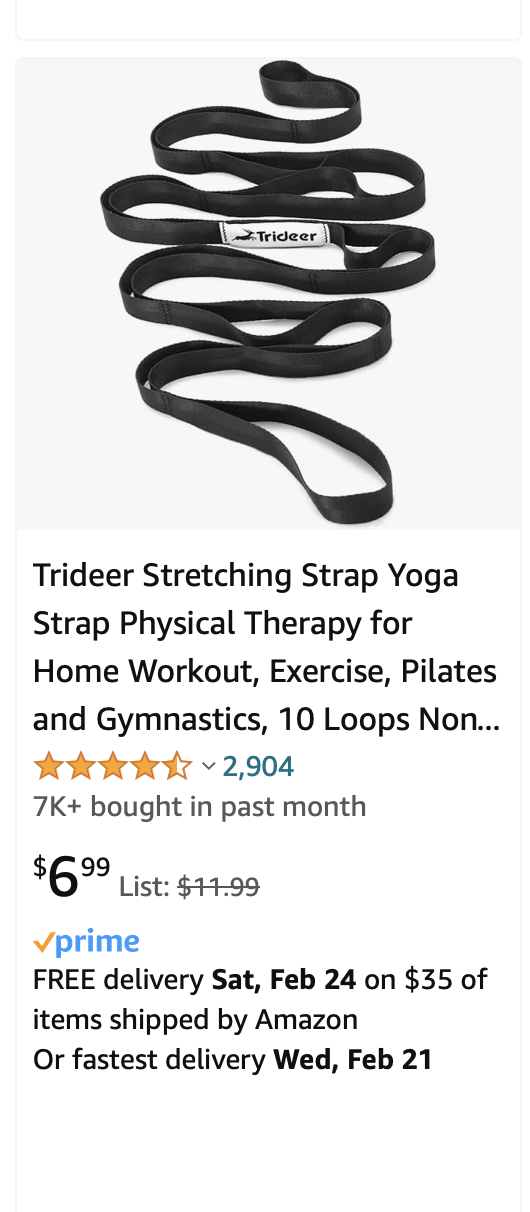 Trideer
Trideer Stretching Strap Yoga
Strap Physical Therapy for
Home Workout, Exercise, Pilates
and Gymnastics, 10 Loops Non...
2,904
7K+ bought in past month
$699 List: $11.99
prime
FREE delivery Sat, Feb 24 on $35 of
items shipped by Amazon
Or fastest delivery Wed, Feb 21